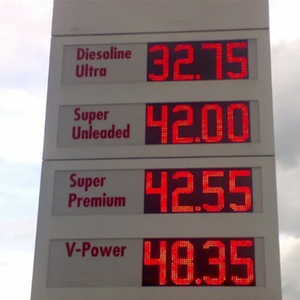 Diesoline
Ultra
32.75
Super
Unleaded
42.00
Super
Premium
42.55
V-Power
48.35